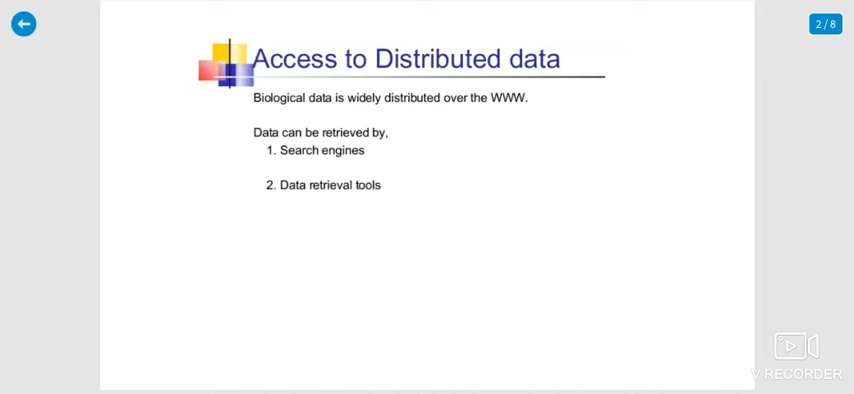 2 / 8
Access to Distributed data
Biological data is widely distributed over the WWW.
Data can be retrieved by,
1. Search engines
2. Data retrieval tools
V RECORDER